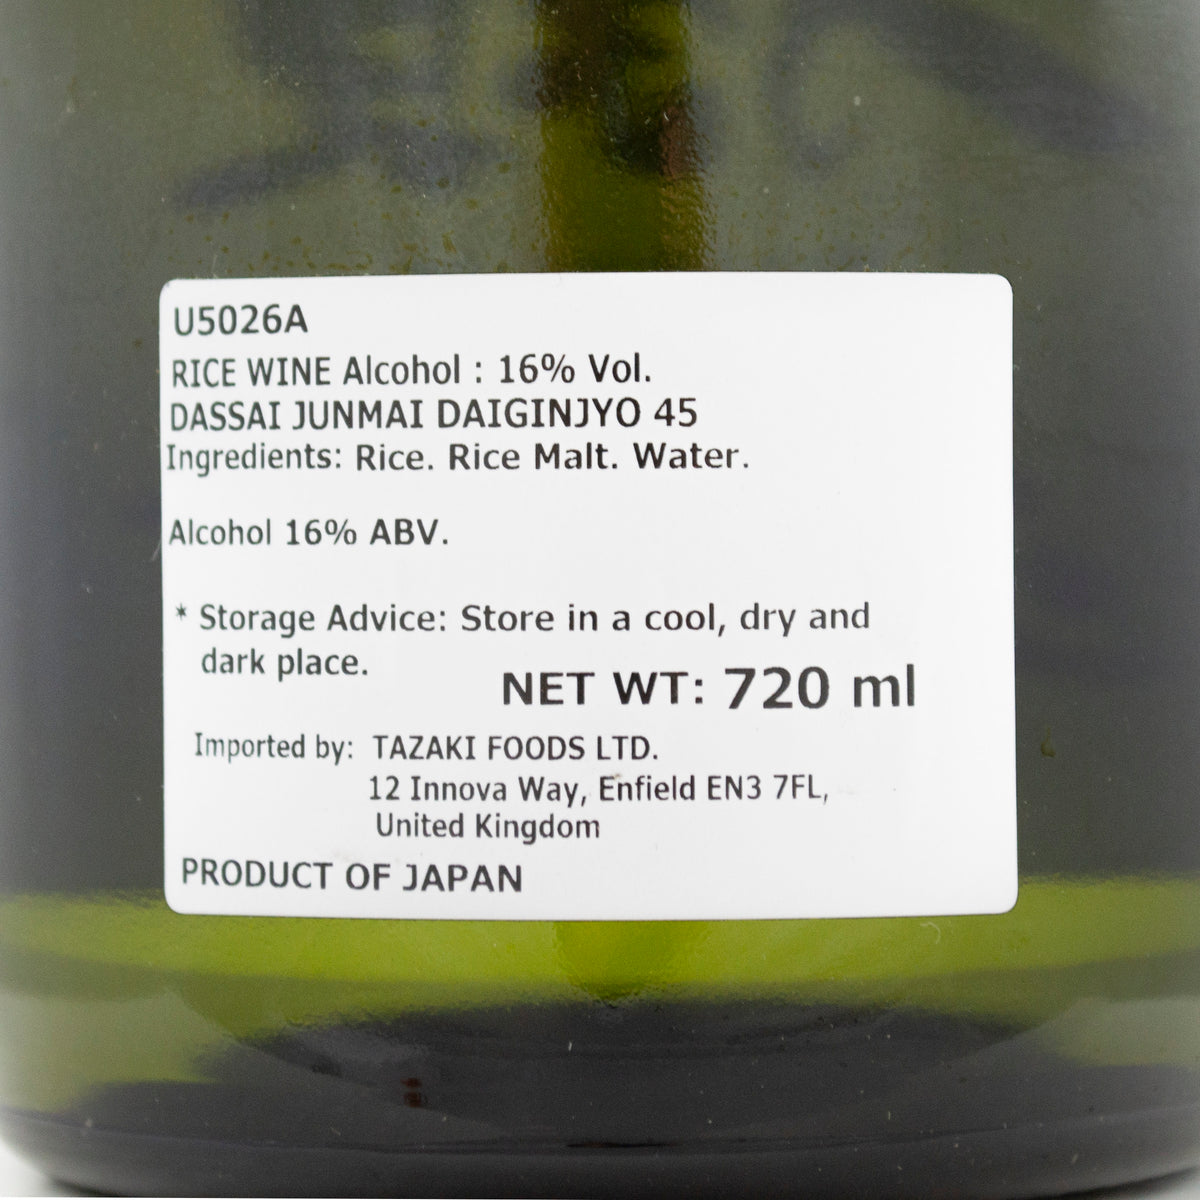 U5026A
RICE WINE Alcohol : 16% Vol.
DASSAI JUNMAI DAIGINJYO 45
Ingredients: Rice. Rice Malt. Water.
Alcohol 16% ABV.
* Storage Advice: Store in a cool, dry and
dark place.
NET WT: 720 ml
Imported by: TAZAKI FOODS LTD.
12 Innova Way, Enfield EN3 7FL,
United Kingdom
PRODUCT OF JAPAN